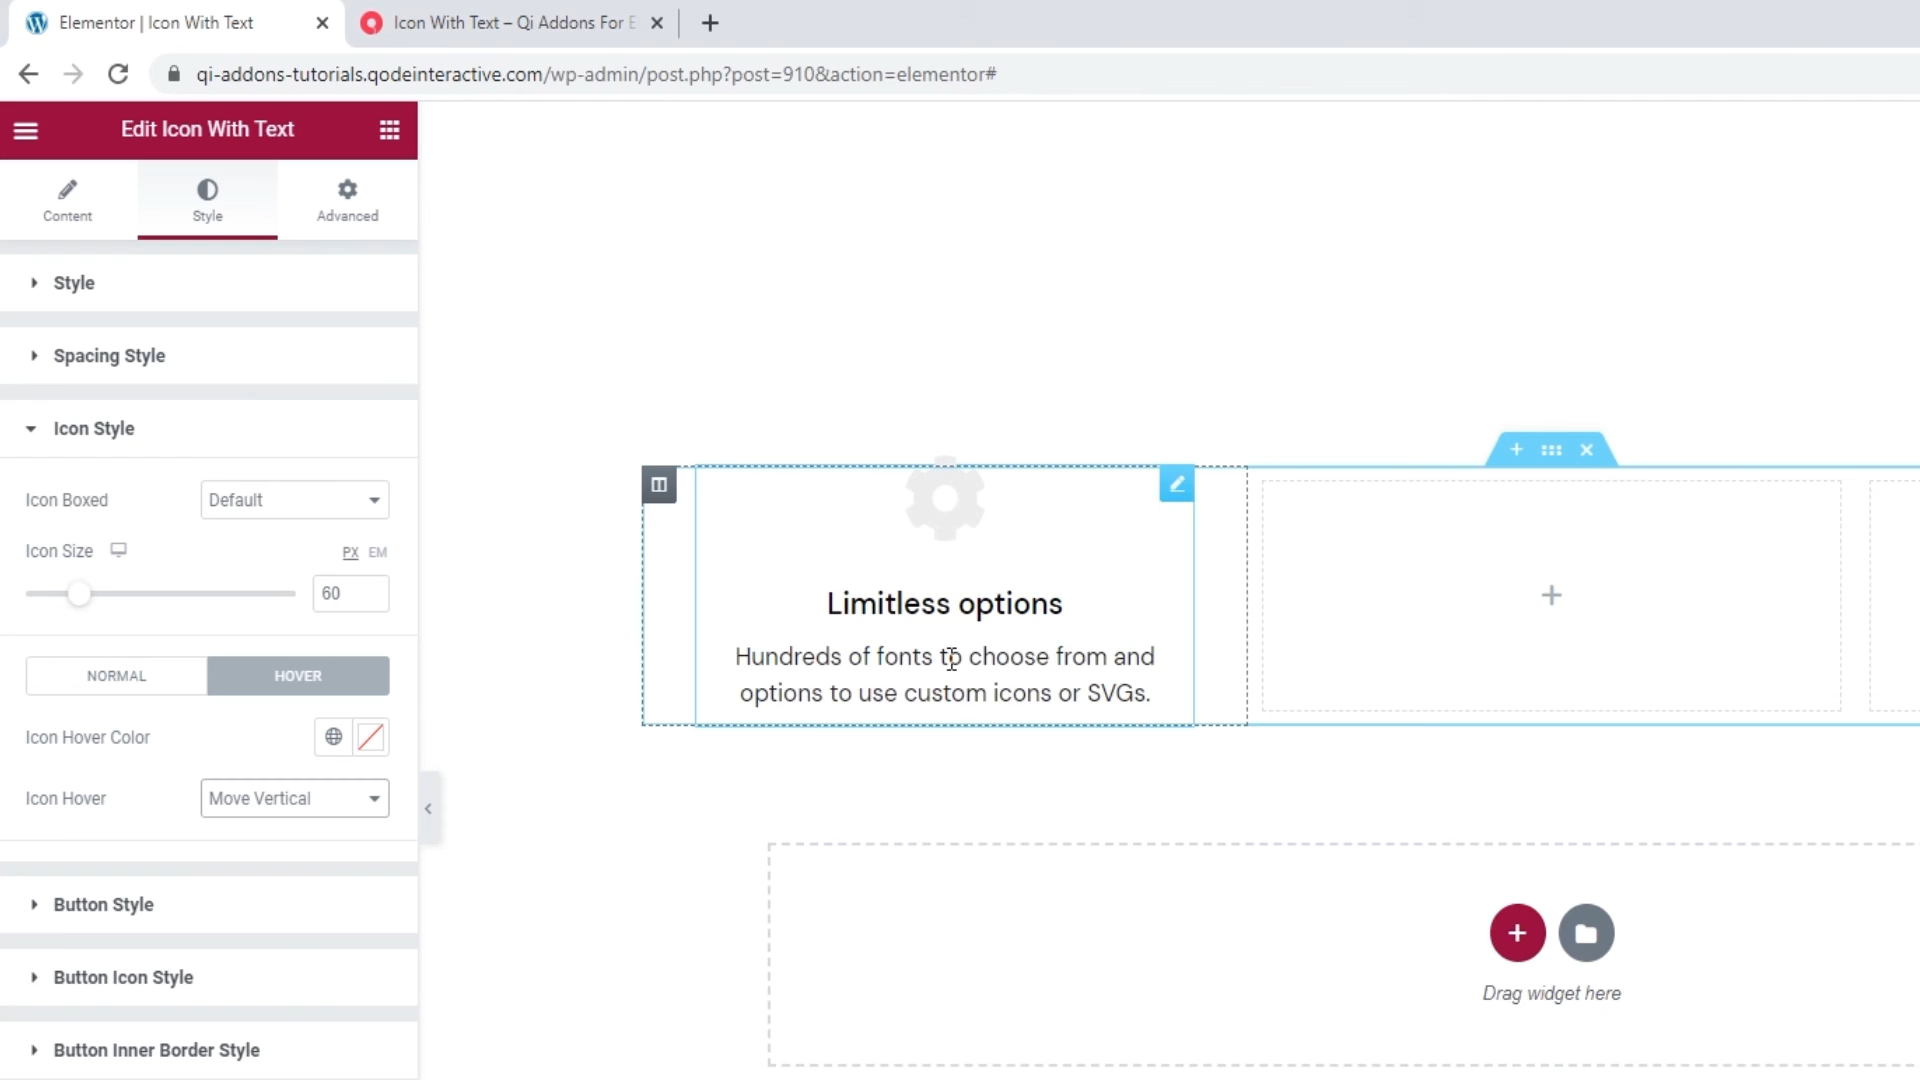 Elementor | Icon With Text
Icon With Text – Qi Addons For E
qi-addons-tutorials.qodeinteractive.com/wp-admin/post.php?post=910&action=elementor#
Edit Icon With Text
Content
Style
Advanced
Style
Spacing Style
Icon Style
Icon Boxed
Default
Icon Size
PX EM
60
NORMAL
HOVER
Icon Hover Color
Icon Hover
Move Vertical
Button Style
Button Icon Style
Button Inner Border Style
Limitless options
Hundreds of fonts to choose from and
options to use custom icons or SVGs.
Drag widget here